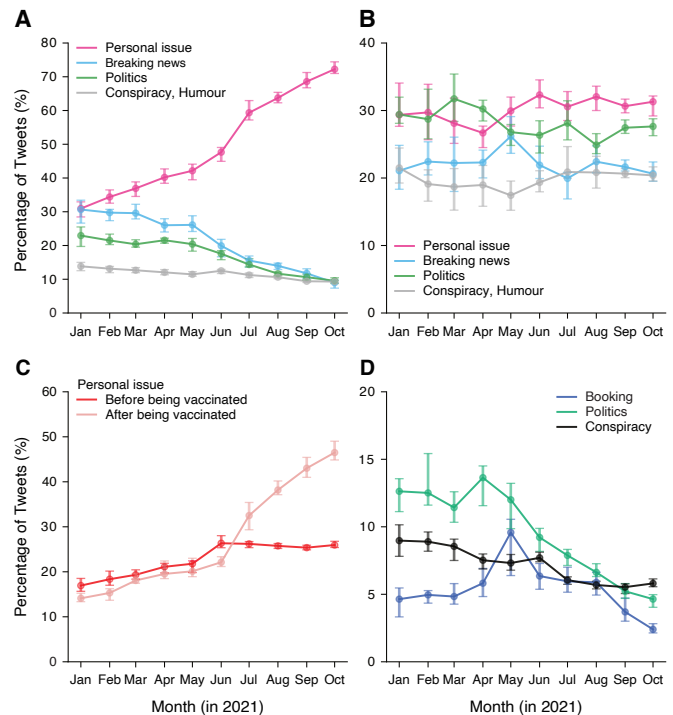 A
Percentage of Tweets (%)
80
70
60
50
40
30
20
10
0
Personal issue
Breaking news
Politics
Conspiracy, Humour
Jan Feb Mar Apr May Jun Jul Aug Sep Oct
B
40
30
20
10
0
Personal issue
Breaking news
Politics
Conspiracy, Humour
Jan Feb Mar Apr May Jun Jul Aug Sep Oct
C
Percentage of Tweets (%)
60
50
40
30
20
10
0
Personal issue
Before being vaccinated
After being vaccinated
Jan Feb Mar Apr May Jun Jul Aug Sep Oct
Month (in 2021)
D
20
15
10
5
0
Booking
Politics
Conspiracy
Jan Feb Mar Apr May Jun Jul Aug Sep Oct
Month (in 2021)